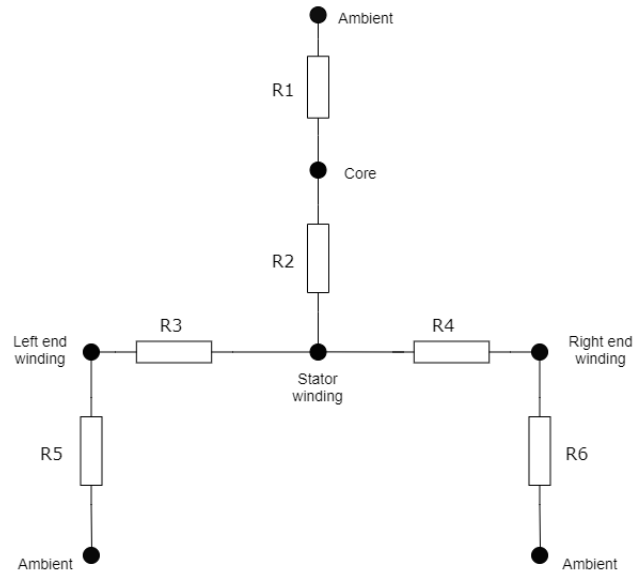 Ambient
R1
Core
R2
R3
R4
Left end
winding
Right end
winding
Stator
winding
R5
R6
Ambient
Ambient